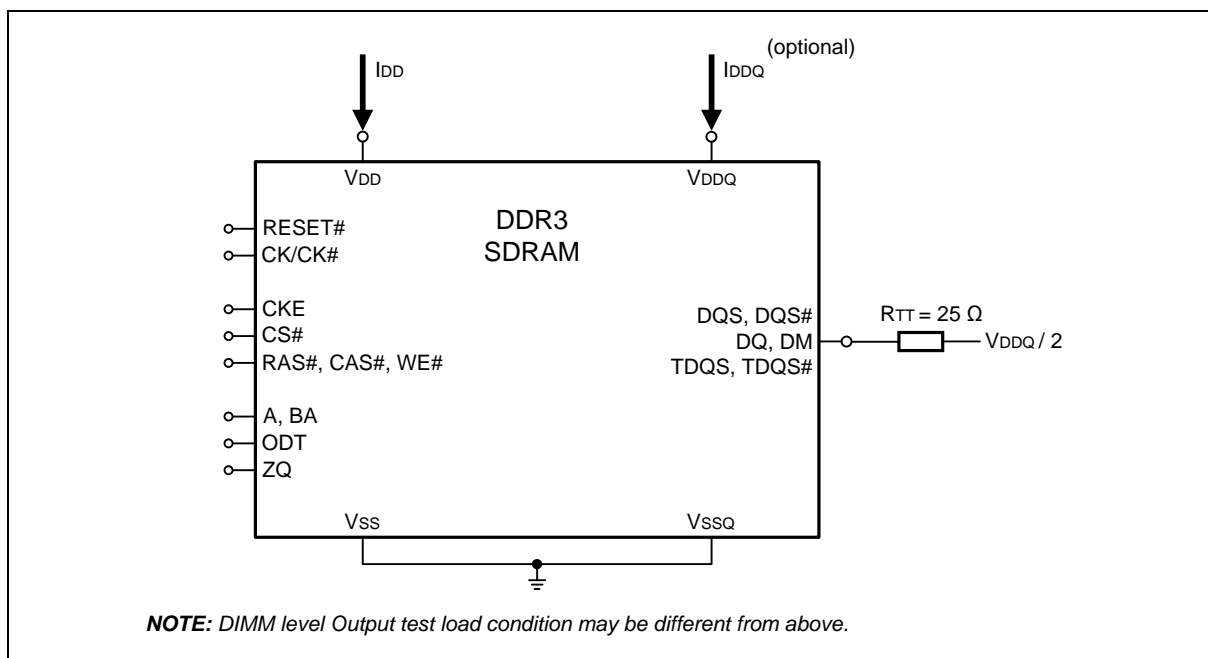 (optional)
IDD
IDDQ
VDD
VDDQ
DDR3
SDRAM
RESET#
CK/CK#
CKE
CS#
RAS#, CAS#, WE#
A, BA
ODT
ZQ
DQS, DQS#
DQ, DM
TDQS, TDQS#
RTT = 25 Ω
VDDQ / 2
VSS
VSSQ
NOTE: DIMM level Output test load condition may be different from above.